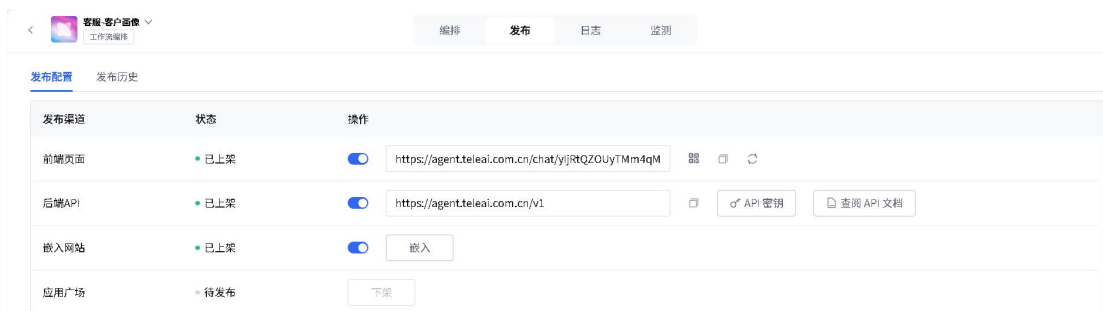 客服-客户画像
工作流编排
编排 发布 日志 监测
发布配置 发布历史
发布渠道 状态 操作
前端页面 已上架 https://agent.teleai.com.cn/chat/yIjRtQZOUyTMm4qM
后端API 已上架 https://agent.teleai.com.cn/v1 API 密钥 查阅 API 文档
嵌入网站 已上架 嵌入
应用广场 待发布 下架